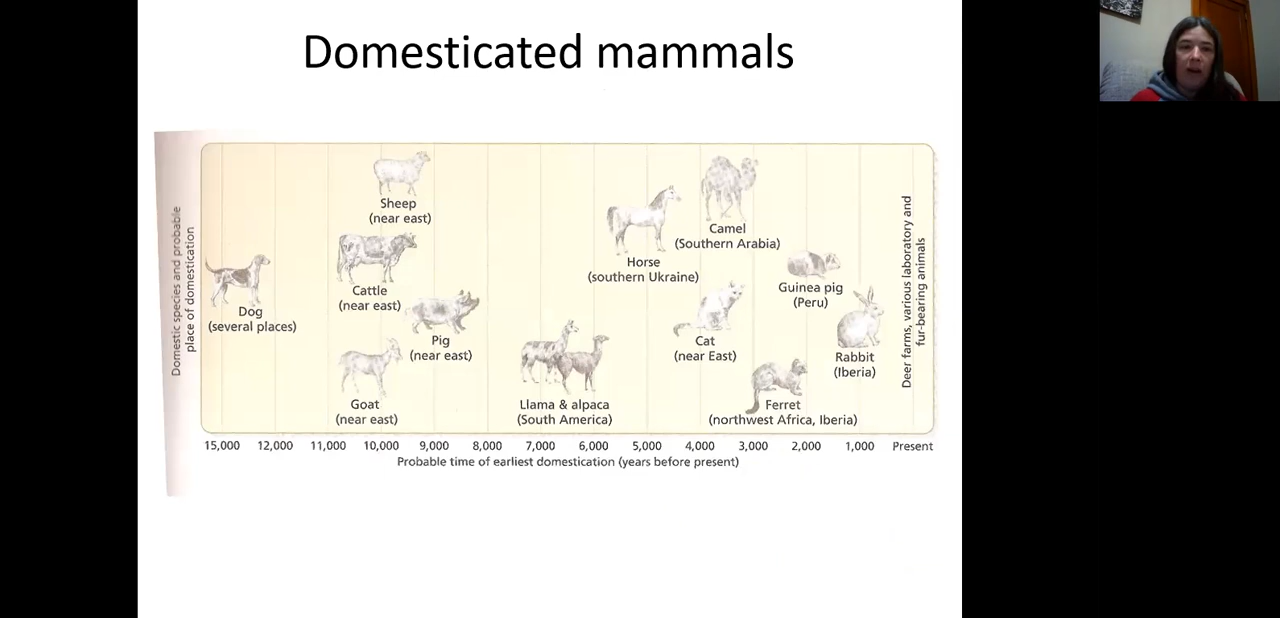 Domesticated mammals
Domestic species and probable
place of domestication
Dog
(several places)
Sheep
(near east)
Cattle
(near east)
Pig
(near east)
Goat
(near east)
Llama & alpaca
(South America)
Horse
(southern Ukraine)
Camel
(Southern Arabia)
Cat
(near East)
Ferret
(northwest Africa, Iberia)
Guinea pig
(Peru)
Rabbit
(Iberia)
Deer farms, various laboratory and
fur-bearing animals
15,000 12,000 11,000 10,000 9,000 8,000 7,000 6,000 5,000 4,000 3,000 2,000 1,000 Present
Probable time of earliest domestication (years before present)